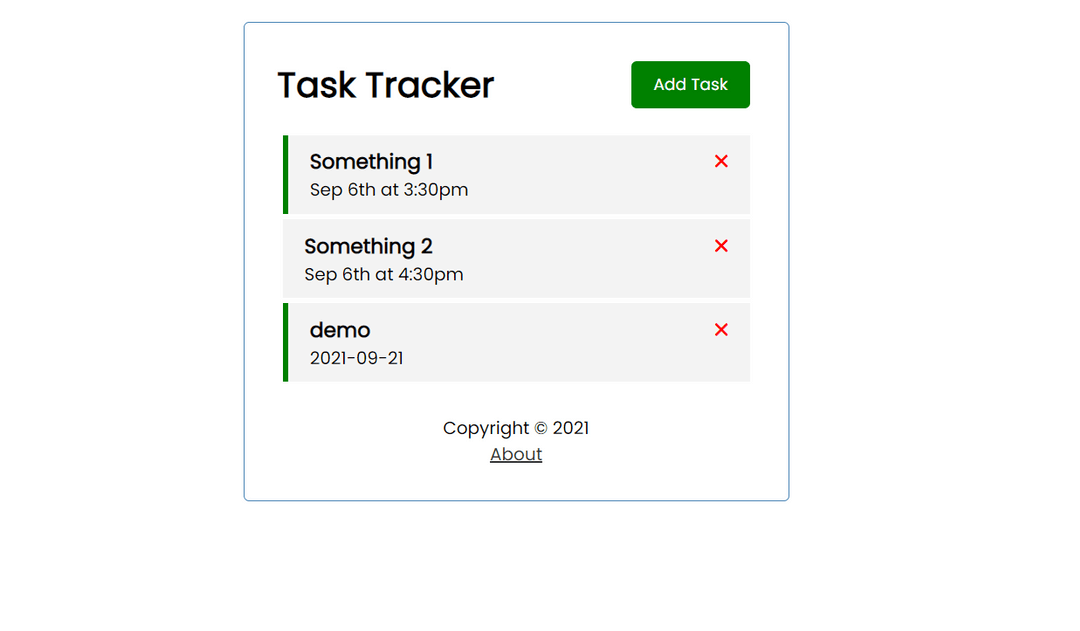 Task Tracker
Add Task
Something 1
Sep 6th at 3:30pm
Something 2
Sep 6th at 4:30pm
demo
2021-09-21
Copyright © 2021
About